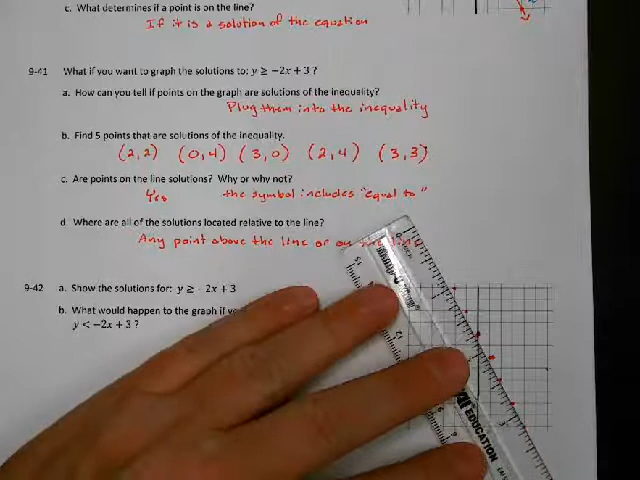 c. What determines if a point is on the line?
If it is a solution of the equation
9-41 What if you want to graph the solutions to: y ≥ −2x + 3 ?
a. How can you tell if points on the graph are solutions of the inequality?
Plug them into the inequality
b. Find 5 points that are solutions of the inequality.
(2,2) (0,4) (3,0) (2,4) (3,3)
c. Are points on the line solutions? Why or why not?
Yes the symbol includes "equal to"
d. Where are all of the solutions located relative to the line?
Any point above the line or on the line
9-42 a. Show the solutions for: y ≥ −2x + 3
b. What would happen to the graph if
y < −2x + 3 ?
EDUCATION